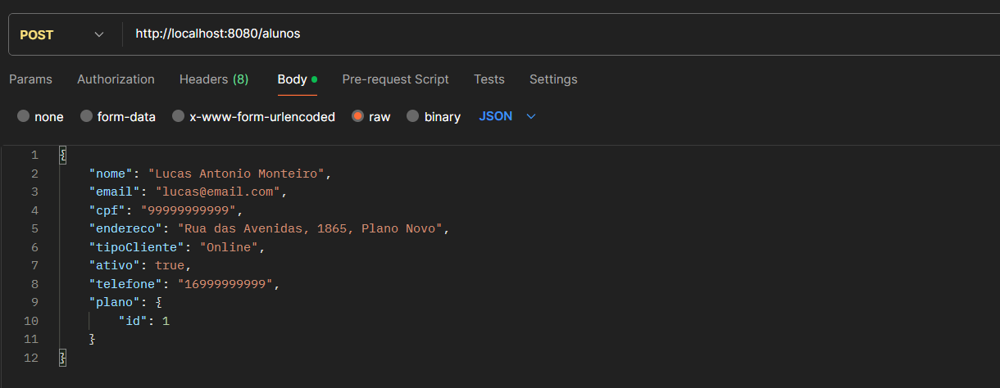 POST http://localhost:8080/alunos
Params Authorization Headers (8) Body Pre-request Script Tests Settings
none form-data x-www-form-urlencoded raw binary JSON
1 {
2 "nome": "Lucas Antonio Monteiro",
3 "email": "lucas@email.com",
4 "cpf": "99999999999",
5 "endereco": "Rua das Avenidas, 1865, Plano Novo",
6 "tipoCliente": "Online",
7 "ativo": true,
8 "telefone": "16999999999",
9 "plano": {
10 "id": 1
11 }
12 }